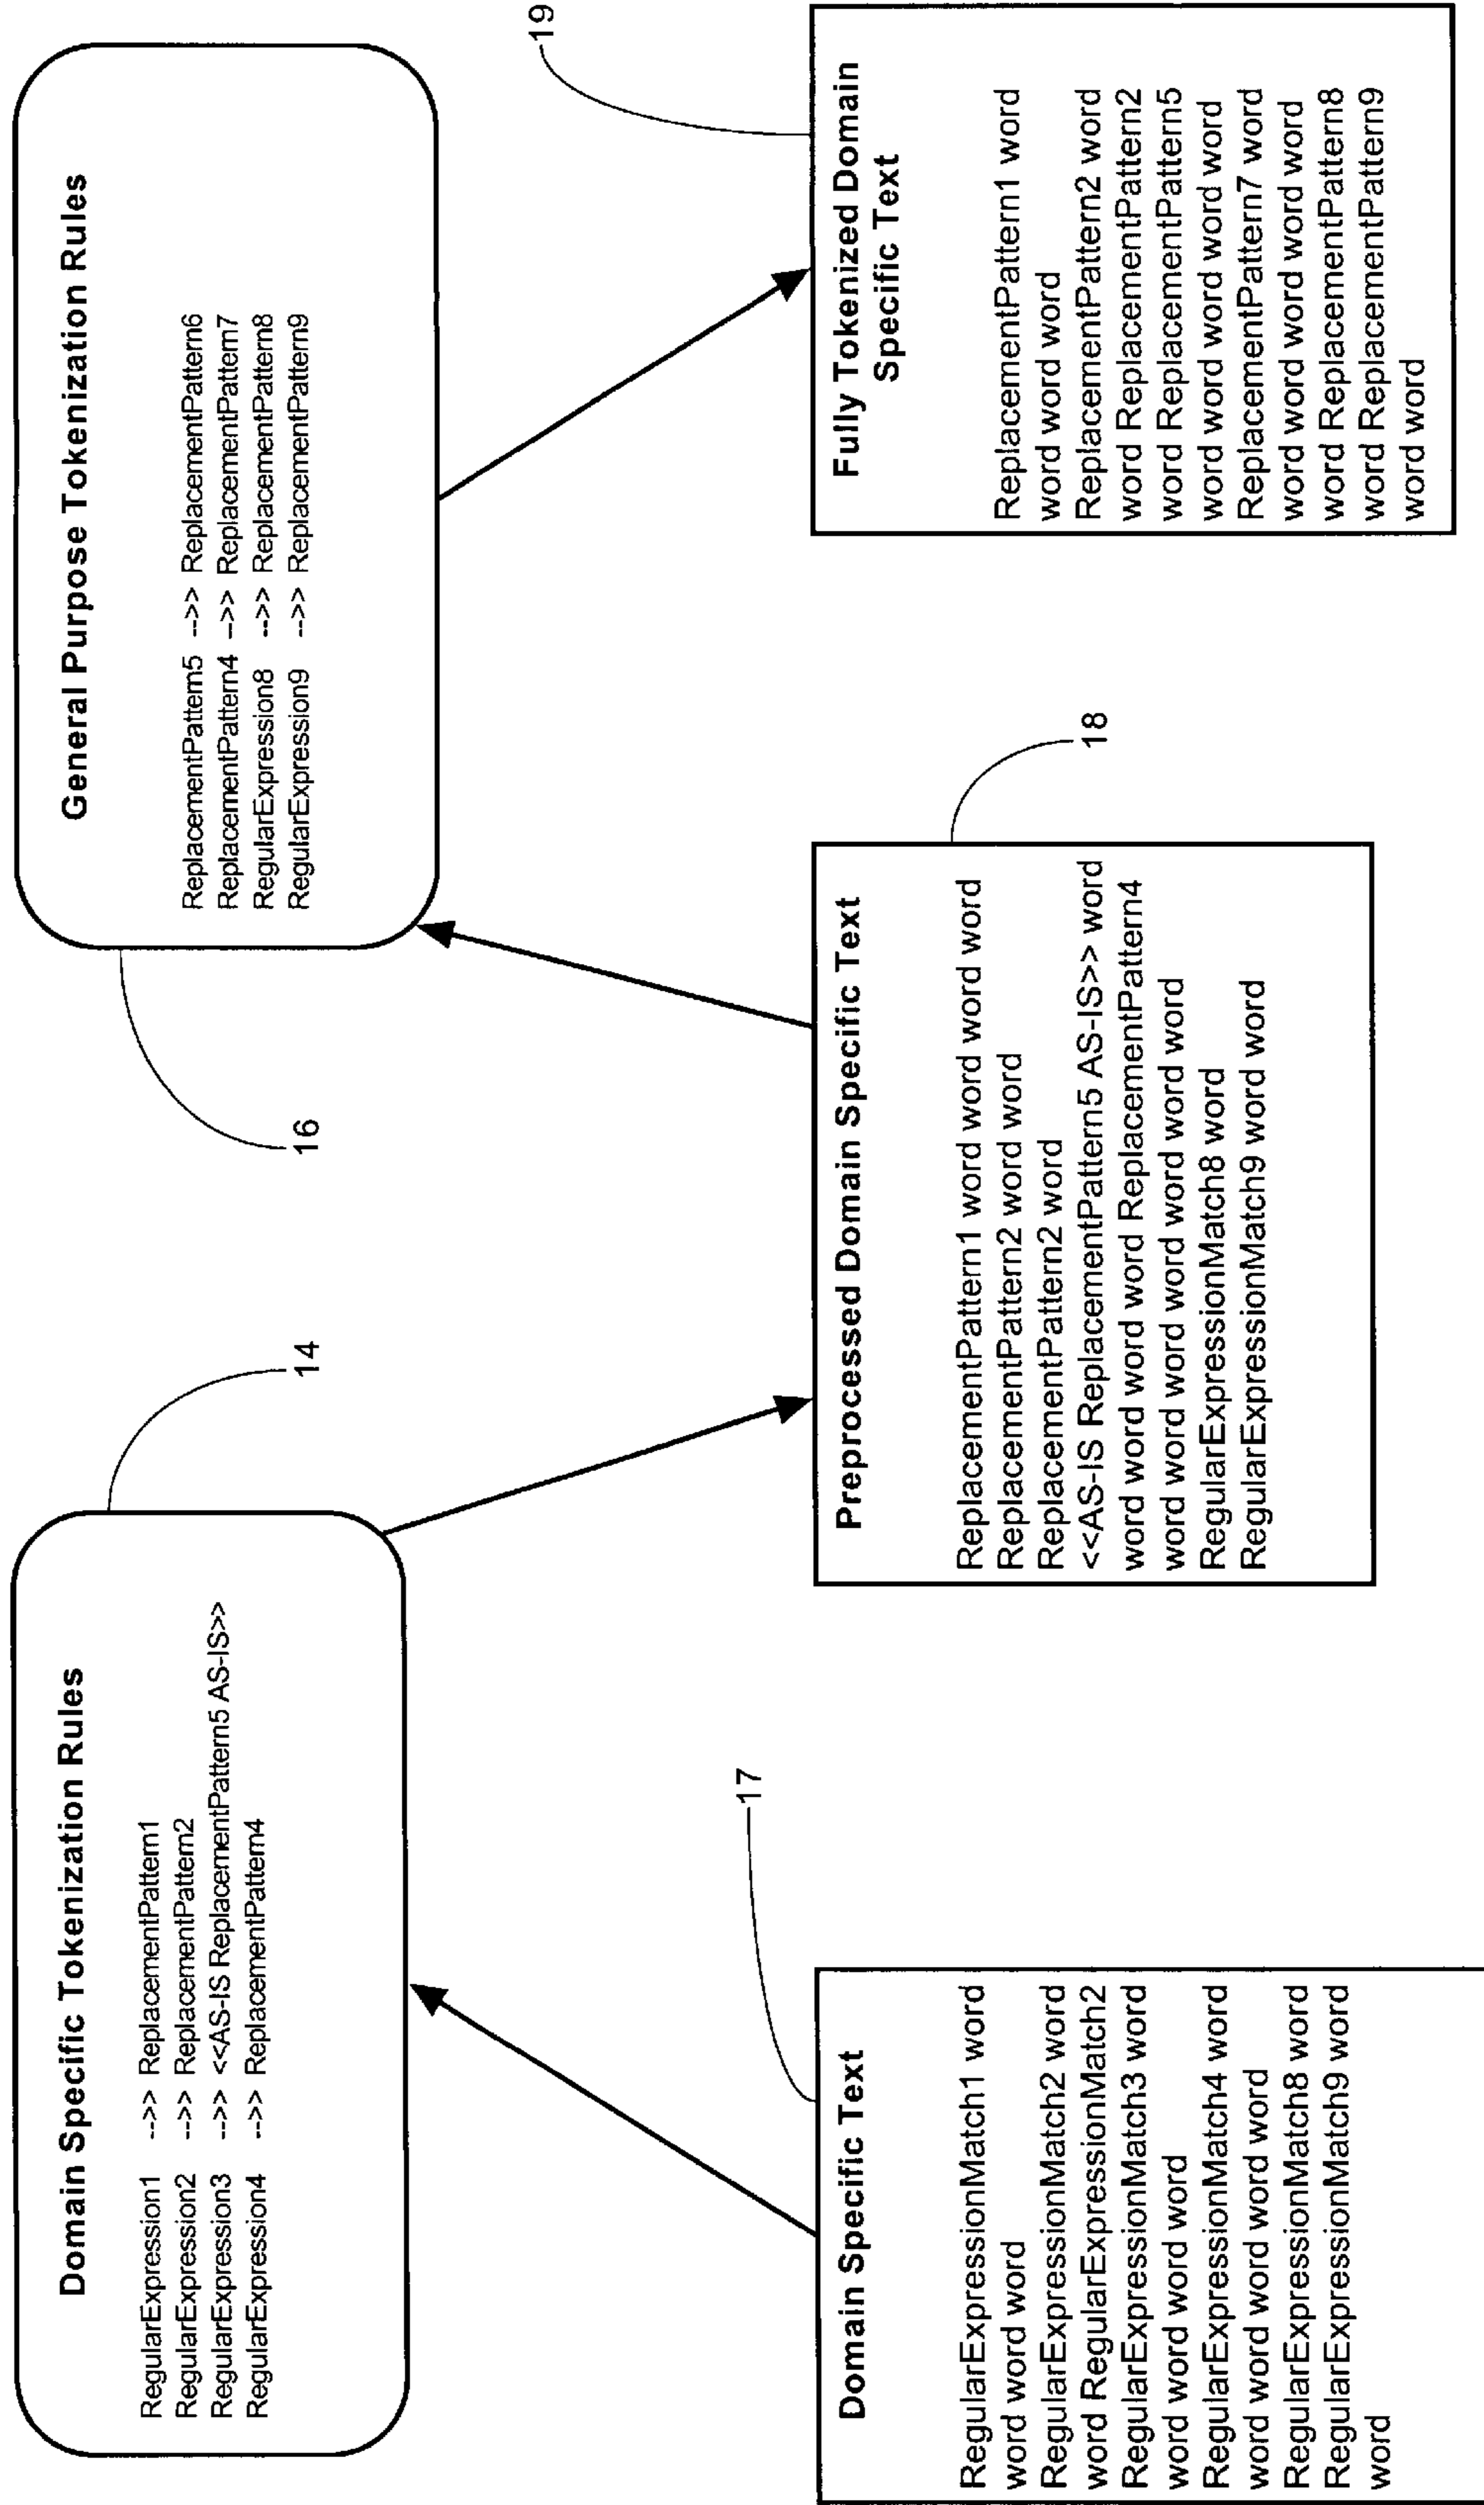 Domain Specific Tokenization Rules
RegularExpression1 -->> ReplacementPattern1
RegularExpression2 -->> ReplacementPattern2
RegularExpression3 -->> <<AS-IS ReplacementPattern5 AS-IS>>
RegularExpression4 -->> ReplacementPattern4
14
General Purpose Tokenization Rules
ReplacementPattern5 -->> ReplacementPattern6
ReplacementPattern4 -->> ReplacementPattern7
RegularExpression8 -->> ReplacementPattern8
RegularExpression9 -->> ReplacementPattern9
16
17
Domain Specific Text
RegularExpressionMatch1 word
word word
RegularExpressionMatch2 word
word RegularExpressionMatch2
RegularExpressionMatch3 word
word word word
RegularExpressionMatch4 word
word word word word
RegularExpressionMatch8 word
RegularExpressionMatch9 word
word
18
Preprocessed Domain Specific Text
ReplacementPattern1 word word word
ReplacementPattern2 word word
ReplacementPattern2 word
<<AS-IS ReplacementPattern5 AS-IS>> word
word word word ReplacementPattern4
word word word word word word
RegularExpressionMatch8 word
RegularExpressionMatch9 word word
19
Fully Tokenized Domain
Specific Text
ReplacementPattern1 word
word word
ReplacementPattern2 word
word ReplacementPattern2
word ReplacementPattern5
word word word word
ReplacementPattern7 word
word word word word
word ReplacementPattern8
word ReplacementPattern9
word word